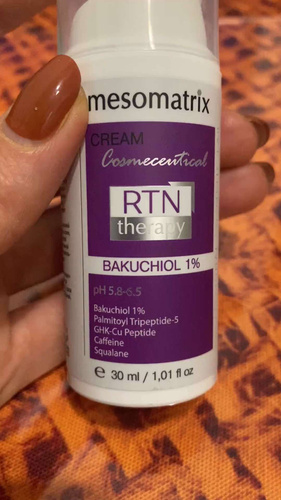 mesomatrix
CREAM
Cosmeceutical
RTN
therapy
BAKUCHIOL 1%
pH 5.8-6.5
Bakuchiol 1%
Palmitoyl Tripeptide-5
GHK-Cu Peptide
Caffeine
Squalane
e 30 ml / 1,01 fl oz